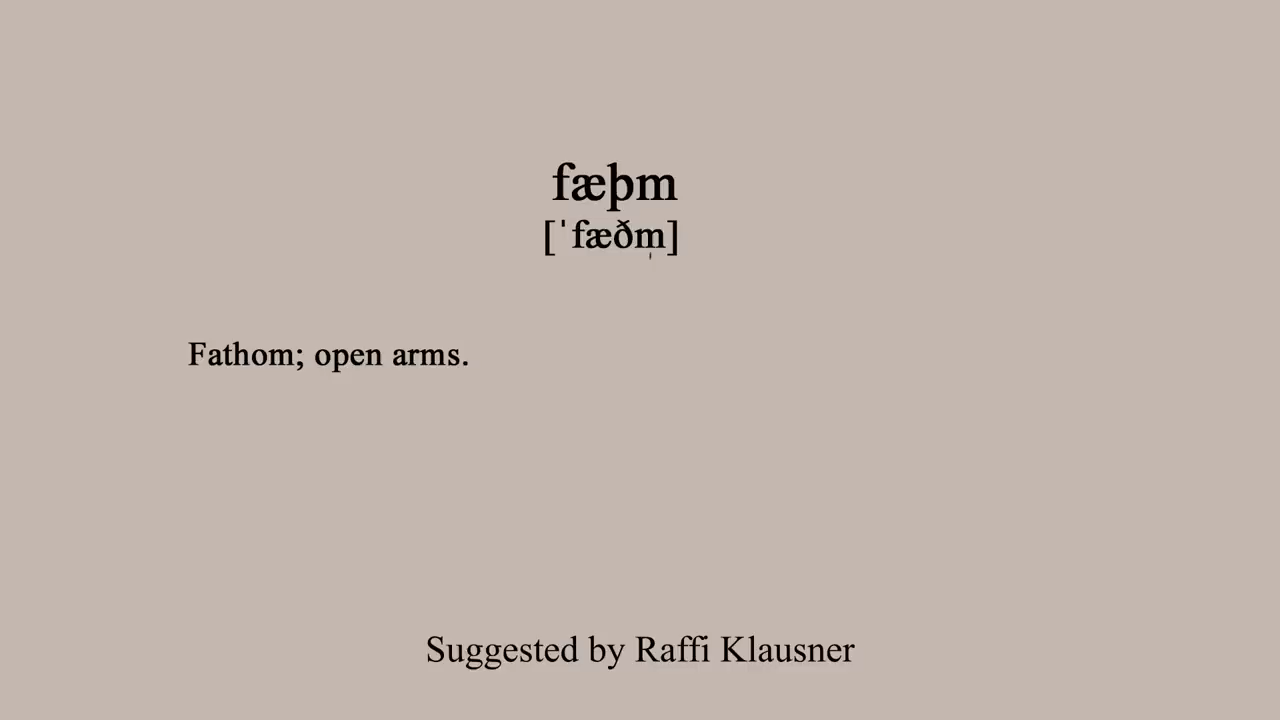 fæþm
[ˈfæðm̩]
Fathom; open arms.
Suggested by Raffi Klausner